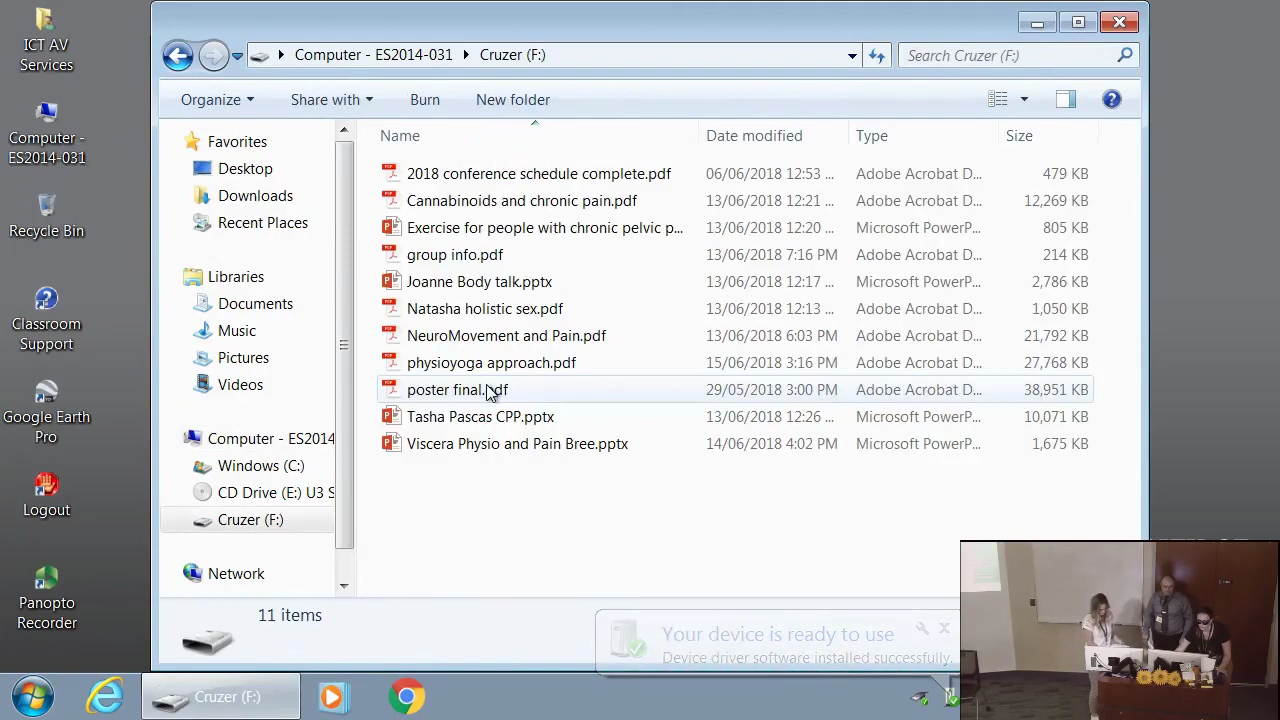 ICT AV
Services
Computer -
ES2014-031
Recycle Bin
Classroom
Support
Google Earth
Pro
Logout
Panopto
Recorder
Computer - ES2014-031
Cruzer (F:)
Search Cruzer (F:)
Organize
Share with
Burn
New folder
Favorites
Desktop
Downloads
Recent Places
Libraries
Documents
Music
Pictures
Videos
Computer - ES2014
Windows (C:)
CD Drive (E:) U3 S
Cruzer (F:)
Network
Name Date modified Type Size
2018 conference schedule complete.pdf 06/06/2018 12:53 ... Adobe Acrobat D... 479 KB
Cannabinoids and chronic pain.pdf 13/06/2018 12:21 ... Adobe Acrobat D... 12,269 KB
Exercise for people with chronic pelvic p... 13/06/2018 12:20 ... Microsoft PowerP... 805 KB
group info.pdf 13/06/2018 7:16 PM Adobe Acrobat D... 214 KB
Joanne Body talk.pptx 13/06/2018 12:17 ... Microsoft PowerP... 2,786 KB
Natasha holistic sex.pdf 13/06/2018 12:13 ... Adobe Acrobat D... 1,050 KB
NeuroMovement and Pain.pdf 13/06/2018 6:03 PM Adobe Acrobat D... 21,792 KB
physioyoga approach.pdf 15/06/2018 3:16 PM Adobe Acrobat D... 27,768 KB
poster final.pdf 29/05/2018 3:00 PM Adobe Acrobat D... 38,951 KB
Tasha Pascas CPP.pptx 13/06/2018 12:26 ... Microsoft PowerP... 10,071 KB
Viscera Physio and Pain Bree.pptx 14/06/2018 4:02 PM Microsoft PowerP... 1,675 KB
11 items
Your device is ready to use
Device driver software installed successfully.
Cruzer (F:)